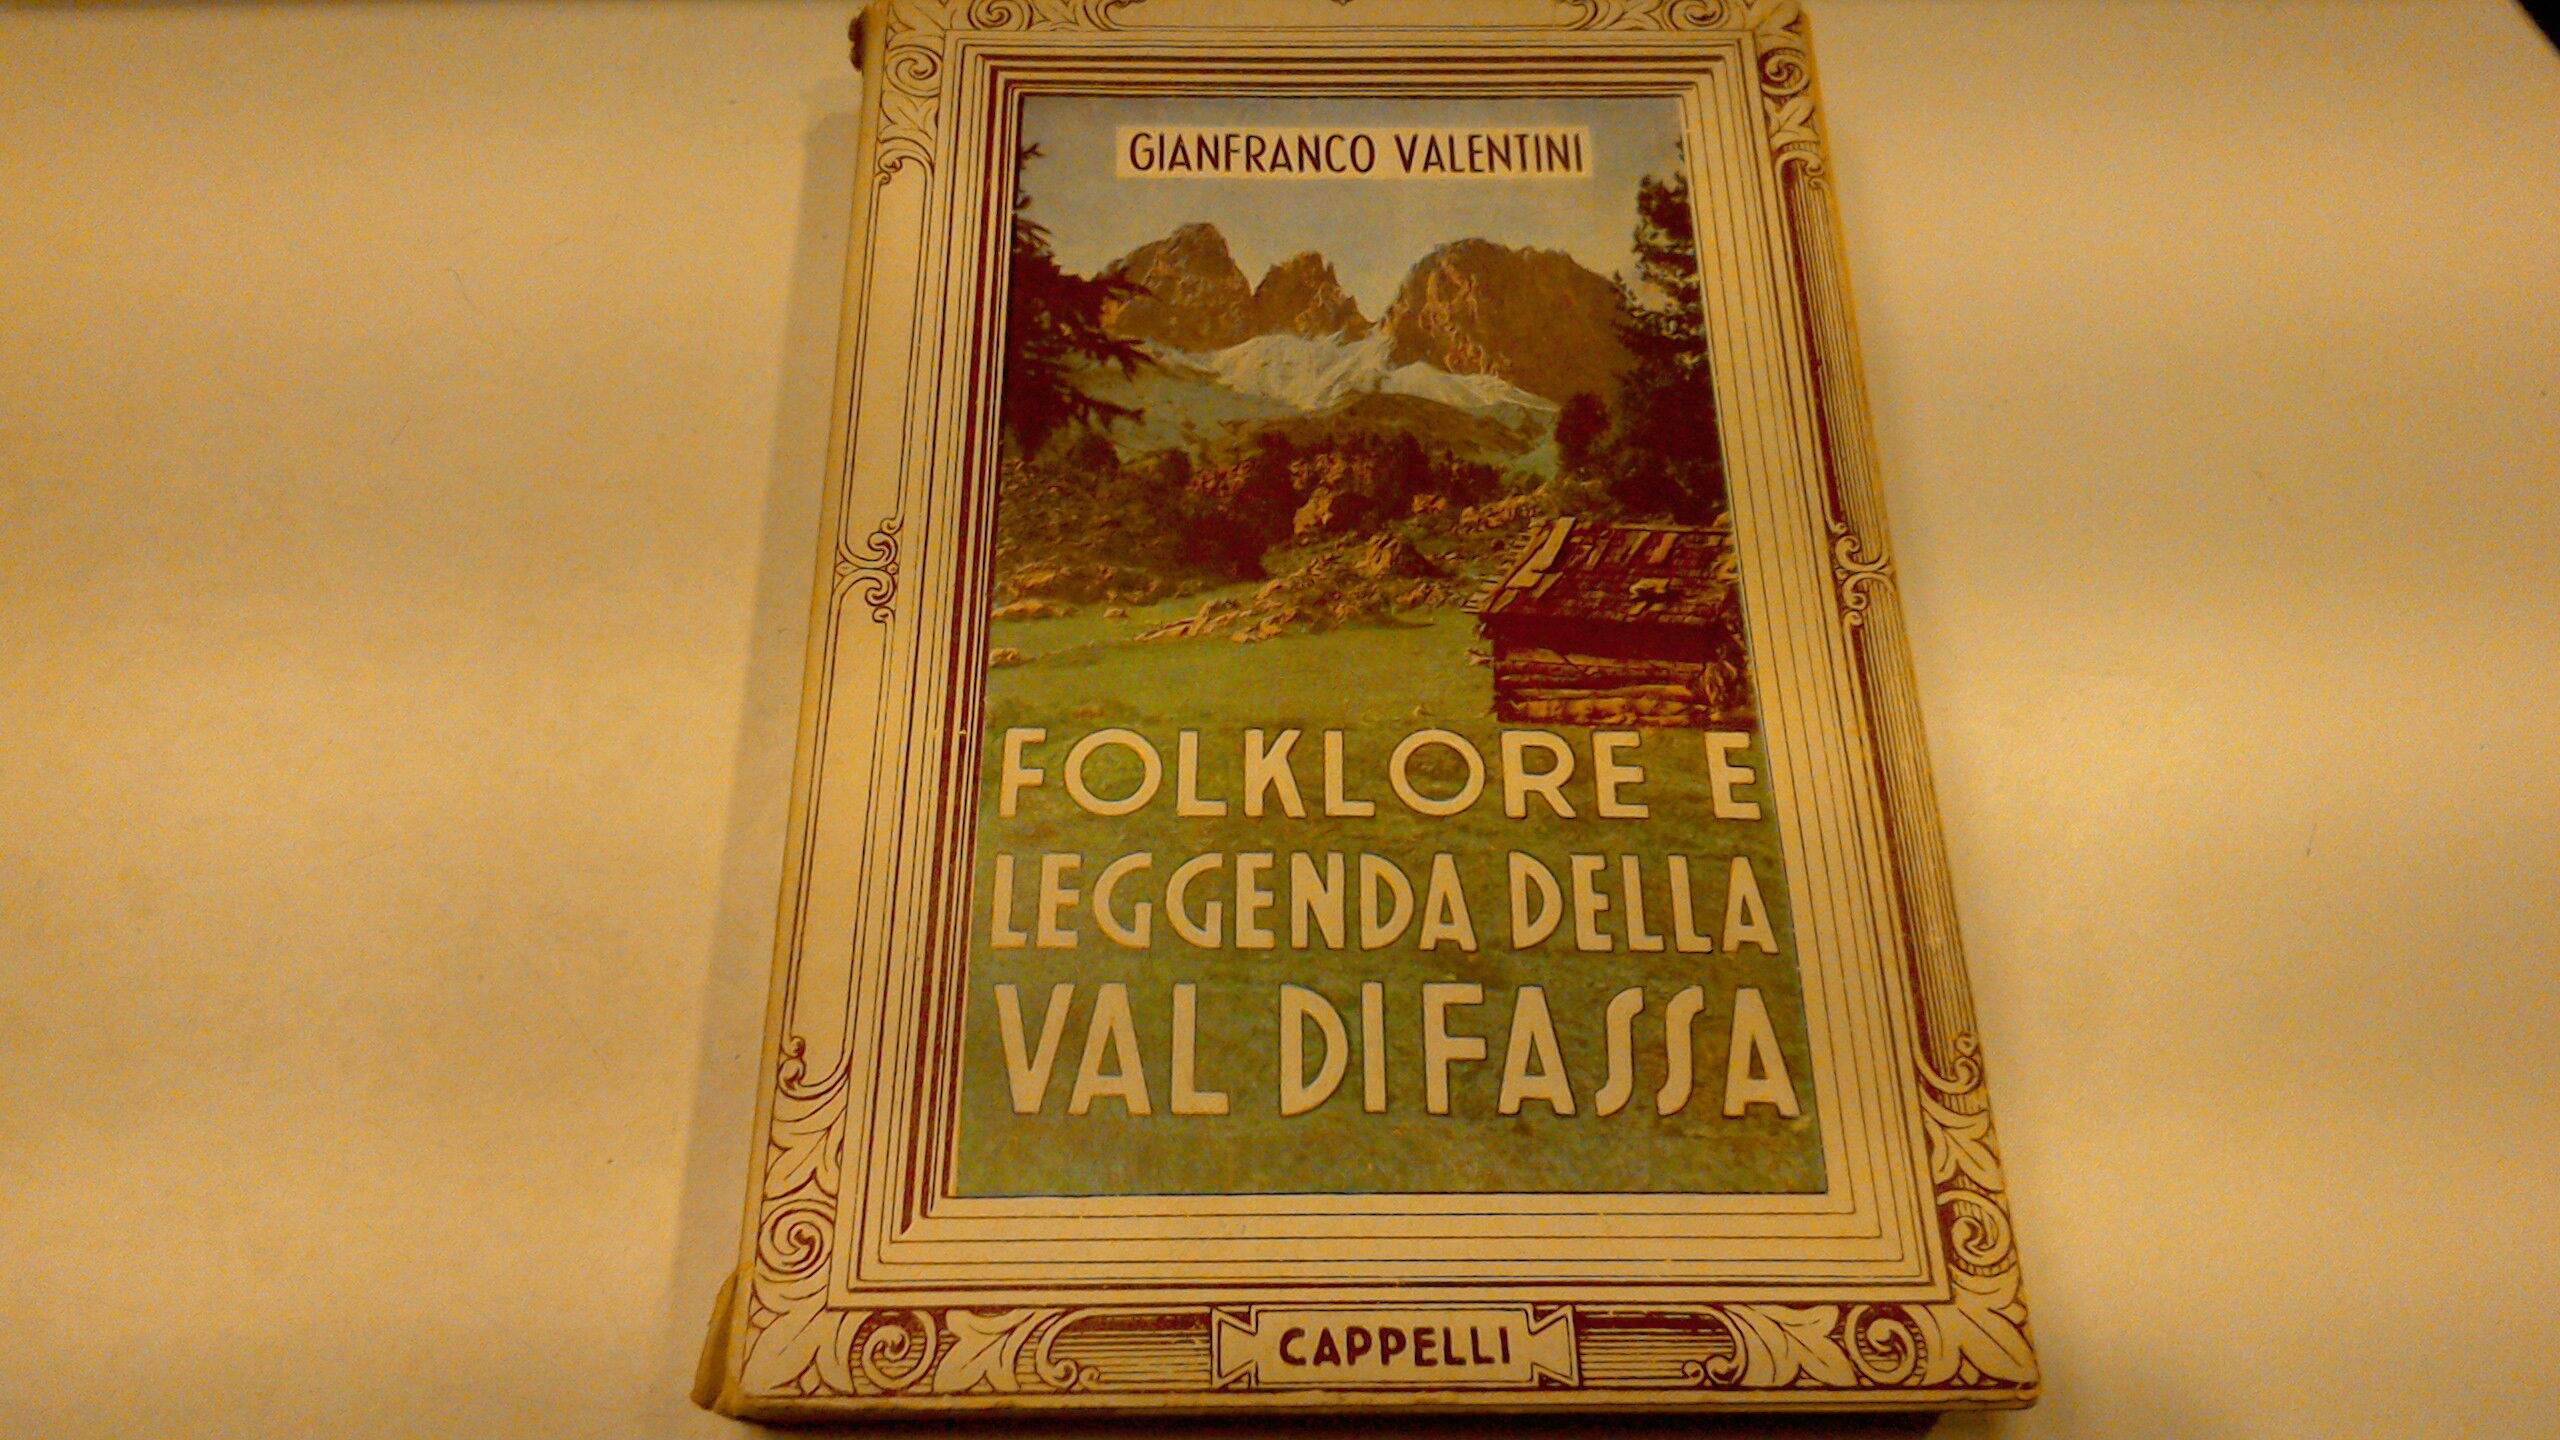 GIANFRANCO VALENTINI
FOLKLORE E
LEGGENDA DELLA
VAL DI FASSA
CAPPELLI